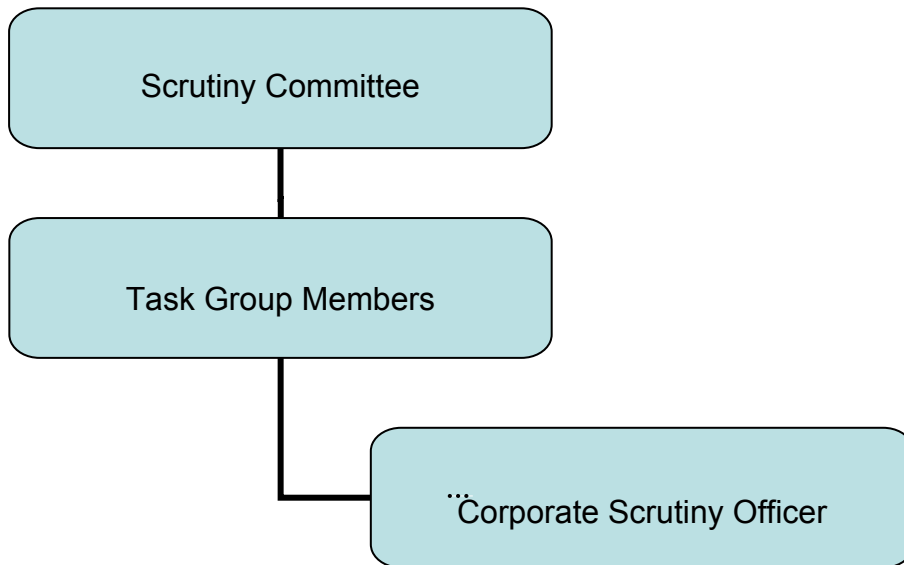 Scrutiny Committee
Task Group Members
...
Corporate Scrutiny Officer